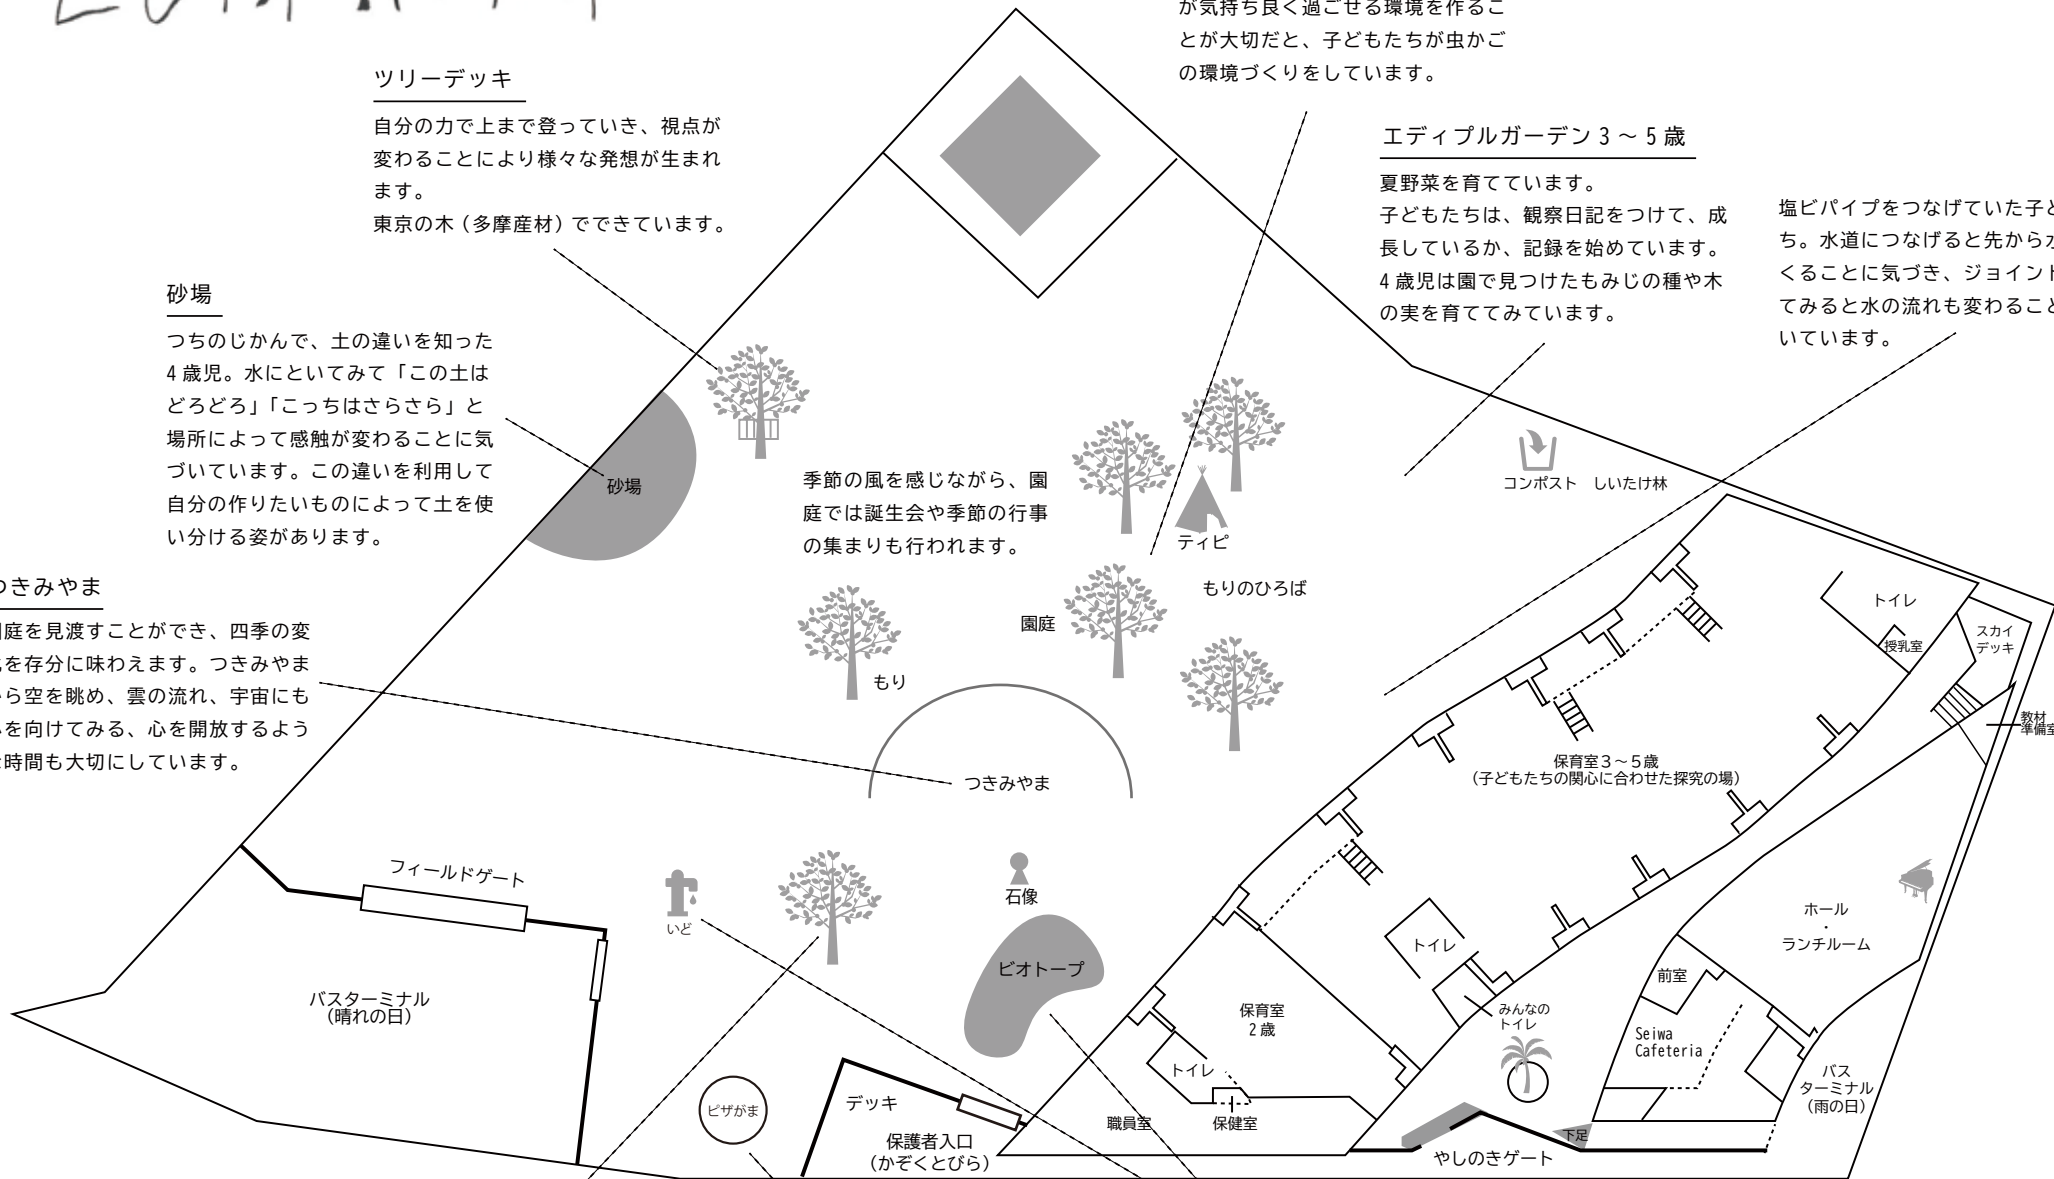 が気持ち良く過ごせる環境を作るこ
とが大切だと、子どもたちが虫かご
の環境づくりをしています。
ツリーデッキ
自分の力で上まで登っていき、視点が
変わることにより様々な発想が生まれ
ます。
東京の木（多摩産材）でできています。
エディプルガーデン３～５歳
夏野菜を育てています。
子どもたちは、観察日記をつけて、成
長しているか、記録を始めています。
4歳児は園で見つけたもみじの種や木
の実を育ててみています。
塩ビパイプをつなげていた子
ち。水道につなげると先から
くることに気づき、ジョイント
てみると水の流れも変わること
いています。
砂場
つちのじかんで、土の違いを知った
4歳児。水にといてみて「この土は
どろどろ」「こっちはさらさら」と
場所によって感触が変わることに気
づいています。この違いを利用して
自分の作りたいものによって土を使
い分ける姿があります。
砂場
季節の風を感じながら、園
庭では誕生会や季節の行事
の集まりも行われます。
コンポスト　しいたけ林
ティピ
もりのひろば
園庭
もり
つきみやま
庭を見渡すことができ、四季の変
を存分に味わえます。つきみやま
ら空を眺め、雲の流れ、宇宙にも
を向けてみる、心を開放するよう
時間も大切にしています。
つきみやま
トイレ
授乳室
スカイ
デッキ
教材
準備室
保育室３～５歳
（子どもたちの関心に合わせた探究の場）
フィールドゲート
いど
石像
ビオトープ
バスターミナル
（晴れの日）
ホール
・
ランチルーム
トイレ
前室
みんなの
トイレ
保育室
2歳
Seiwa
Cafeteria
トイレ
バス
ターミナル
（雨の日）
ピザがま
デッキ
保護者入口
（かぞくとびら）
職員室
保健室
下足
やしのきゲート